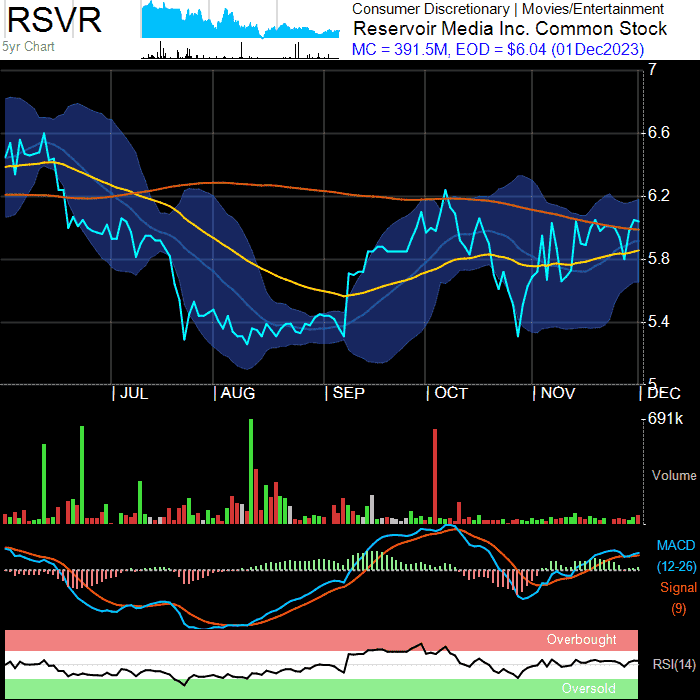 RSVR
5yr Chart
Consumer Discretionary | Movies/Entertainment
Reservoir Media Inc. Common Stock
MC = 391.5M, EOD = $6.04 (01Dec2023)
7
6.6
6.2
5.8
5.4
5
JUL
AUG
SEP
OCT
NOV
DEC
691k
Volume
MACD
(12-26)
Signal
(9)
Overbought
RSI(14)
Oversold